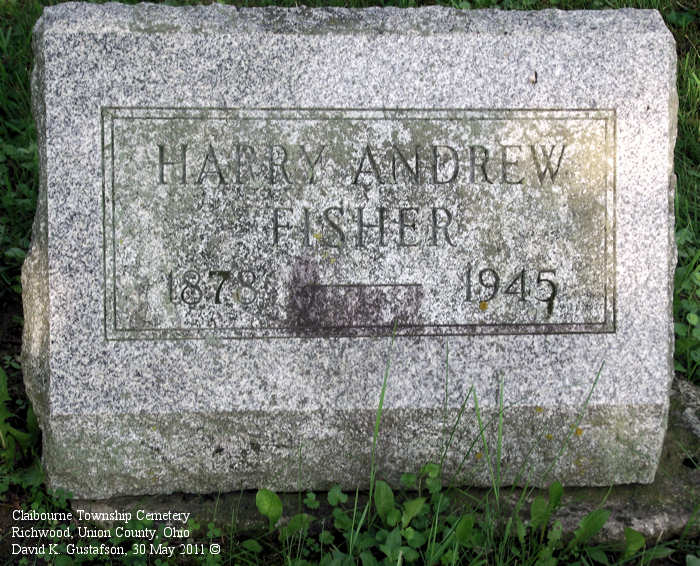 HARRY ANDREW
FISHER
1878 — 1945
Claibourne Township Cemetery
Richwood, Union County, Ohio
David K. Gustafson, 30 May 2011 ©